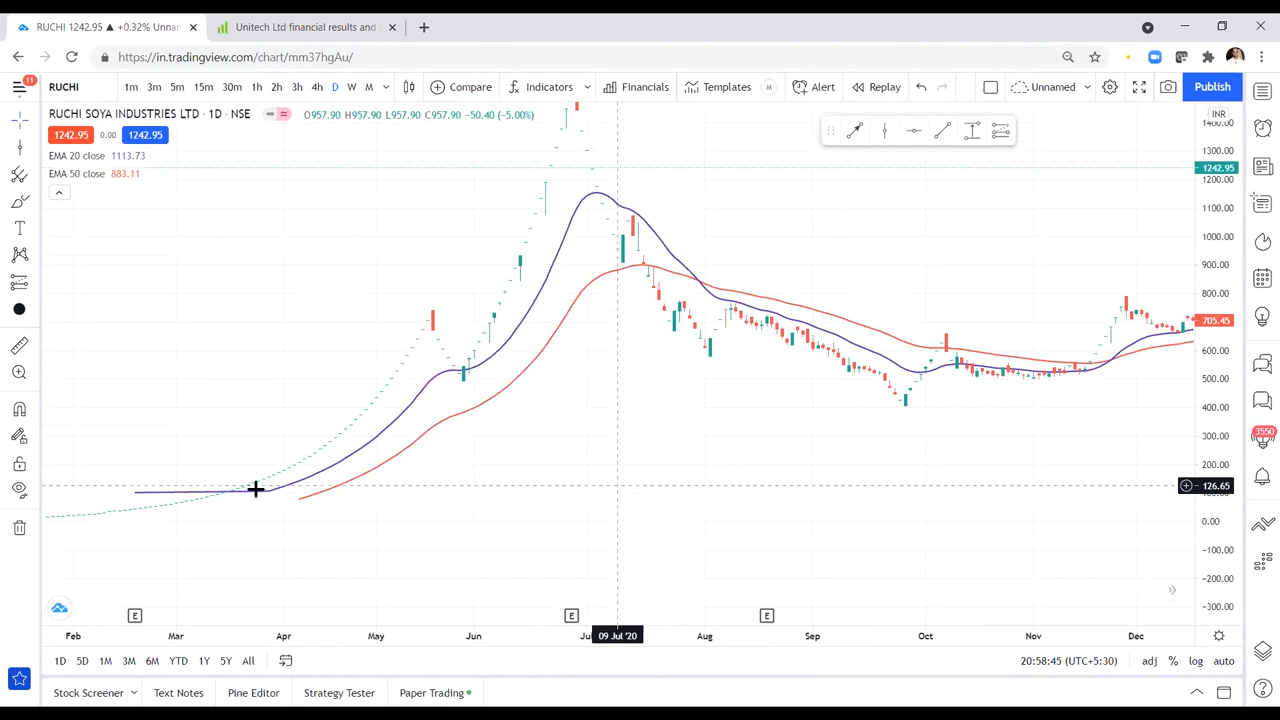 RUCHI 1242.95 ▲ +0.32% Unnam
Unitech Ltd financial results and
in.tradingview.com/chart/mm37hgAu/
11
RUCHI 1m 3m 5m 15m 30m 1h 2h 3h 4h D W M Compare Indicators Financials Templates M Alert Replay Unnamed Publish
RUCHI SOYA INDUSTRIES LTD · 1D · NSE O957.90 H957.90 L957.90 C957.90 -50.40 (-5.00%)
1242.95 0.00 1242.95
EMA 20 close 1113.73
EMA 50 close 883.11
INR
1400.00
1300.00
1242.95
1200.00
1100.00
1000.00
900.00
800.00
705.45
600.00
500.00
400.00
300.00
200.00
126.65
0.00
-100.00
-200.00
-300.00
3550
E E E
Feb Mar Apr May Jun 09 Jul '20 Aug Sep Oct Nov Dec
1D 5D 1M 3M 6M YTD 1Y 5Y All 20:58:45 (UTC+5:30) adj % log auto
Stock Screener Text Notes Pine Editor Strategy Tester Paper Trading